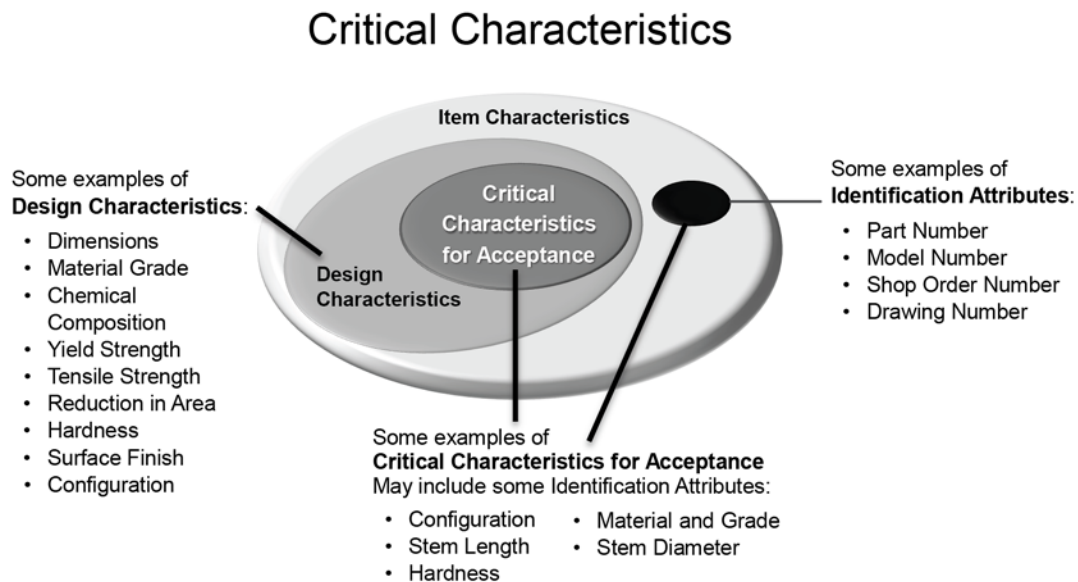 Critical Characteristics
Item Characteristics
Critical
Characteristics
for Acceptance
Design
Characteristics
Some examples of
Design Characteristics:
• Dimensions
• Material Grade
• Chemical
Composition
• Yield Strength
• Tensile Strength
• Reduction in Area
• Hardness
• Surface Finish
• Configuration
Some examples of
Identification Attributes:
• Part Number
• Model Number
• Shop Order Number
• Drawing Number
Some examples of
Critical Characteristics for Acceptance
May include some Identification Attributes:
• Configuration
• Stem Length
• Hardness
• Material and Grade
• Stem Diameter